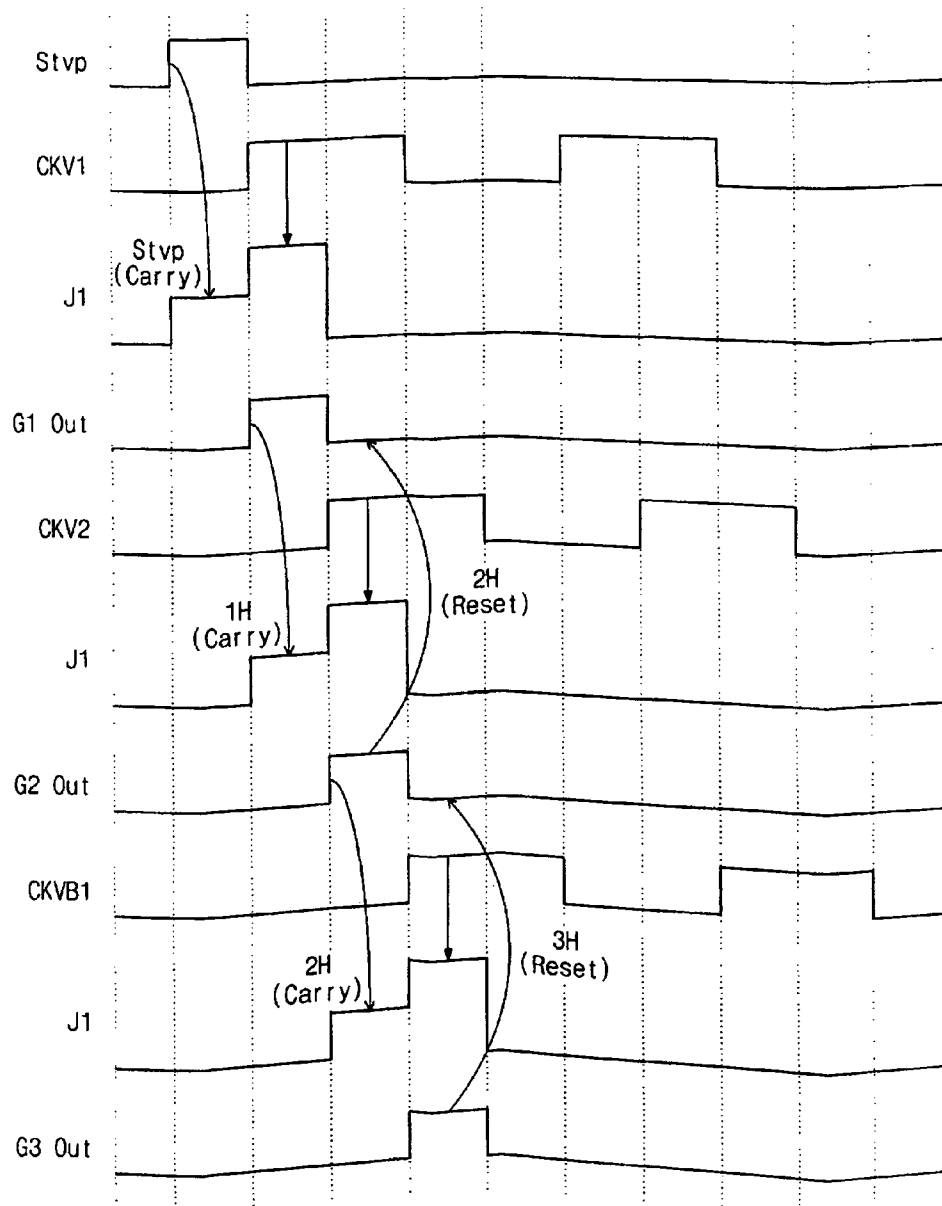 Stvp
CKV1
Stvp
(Carry)
J1
G1 Out
CKV2
2H
(Reset)
1H
(Carry)
J1
G2 Out
CKVB1
3H
(Reset)
2H
(Carry)
J1
G3 Out